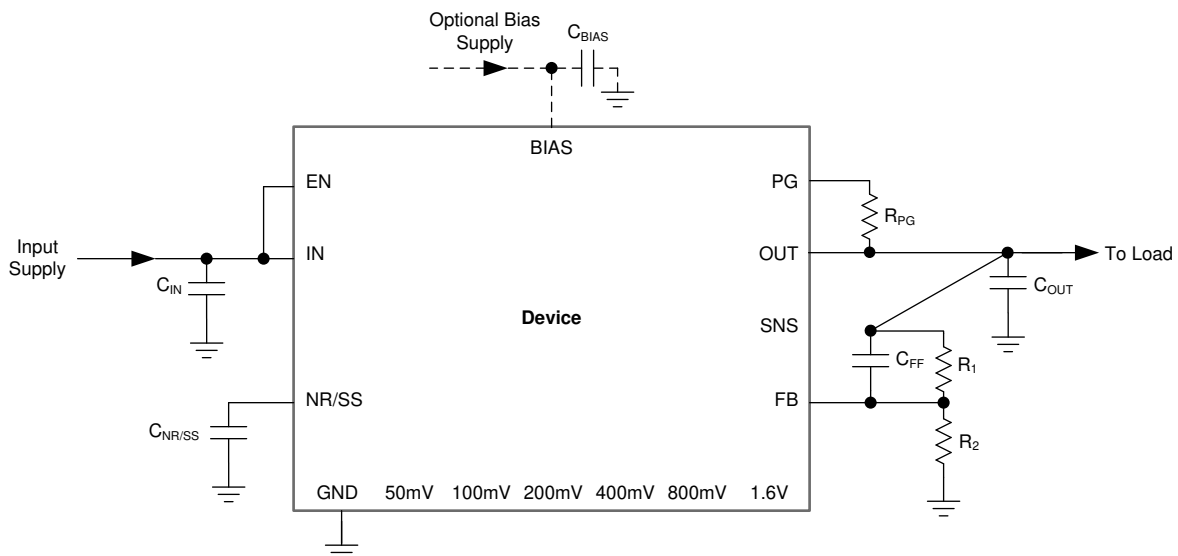 Optional Bias
Supply
C_BIAS
BIAS
EN
PG
R_PG
Input
Supply
IN
OUT
To Load
C_IN
C_OUT
Device
SNS
C_FF
R_1
NR/SS
FB
C_NR/SS
R_2
GND 50mV 100mV 200mV 400mV 800mV 1.6V